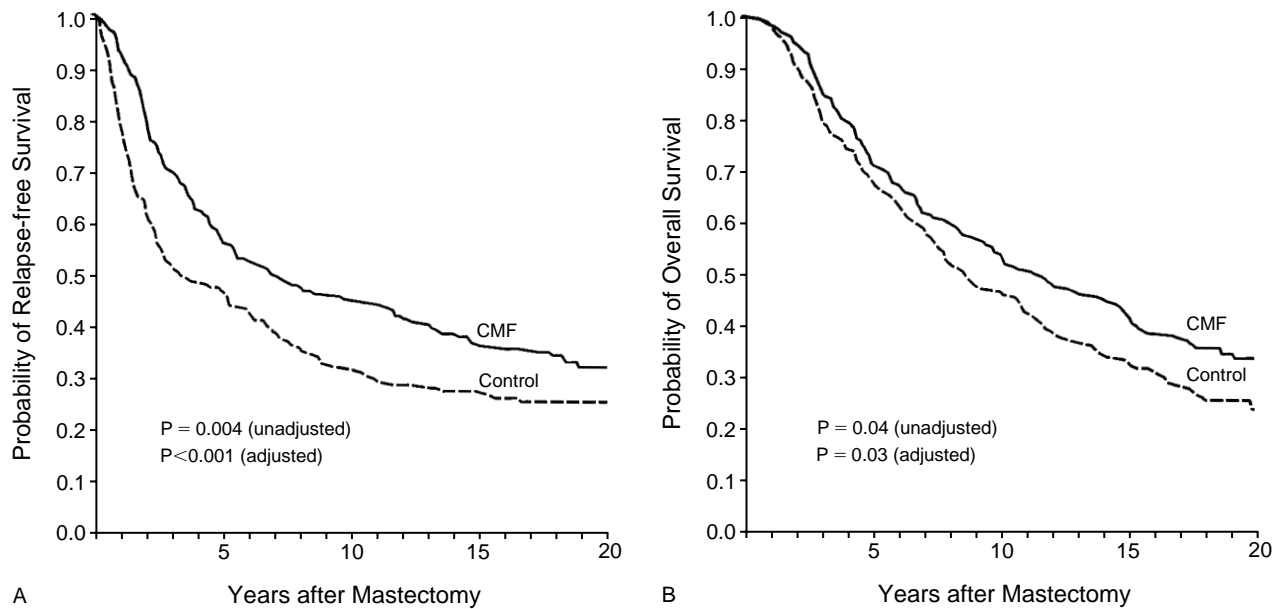 Probability of Relapse-free Survival
1.0
0.9
0.8
0.7
0.6
0.5
0.4
0.3
0.2
0.1
0.0
CMF
Control
P = 0.004 (unadjusted)
P<0.001 (adjusted)
5
10
15
20
A
Years after Mastectomy
Probability of Overall Survival
1.0
0.9
0.8
0.7
0.6
0.5
0.4
0.3
0.2
0.1
0.0
CMF
Control
P = 0.04 (unadjusted)
P = 0.03 (adjusted)
5
10
15
20
B
Years after Mastectomy